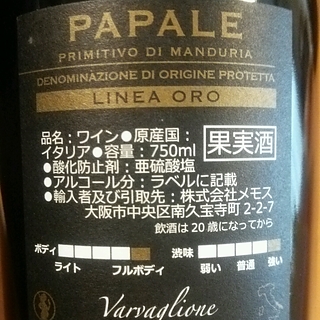 PAPALE
PRIMITIVO DI MANDURIA
DENOMINAZIONE DI ORIGINE PROTETTA
LINEA ORO
品名：ワイン●原産国：
イタリア●容量：750ml
果実酒
●酸化防止剤：亜硫酸塩
●アルコール分：ラベルに記載
●輸入者及び引取先：株式会社メモス
大阪市中央区南久宝寺町 2-2-7
飲酒は 20 歳になってから
ボディ 渋味
ライト フルボディ 弱い 普通 強い
Varvaglione